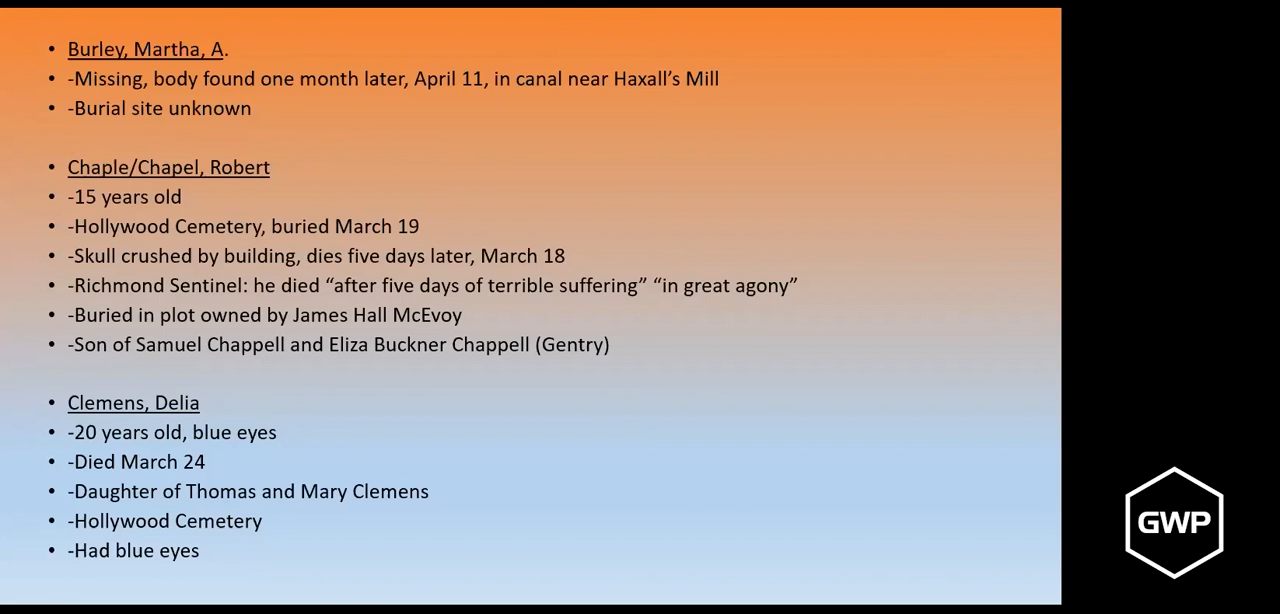 • Burley, Martha, A.
• -Missing, body found one month later, April 11, in canal near Haxall’s Mill
• -Burial site unknown
• Chaple/Chapel, Robert
• -15 years old
• -Hollywood Cemetery, buried March 19
• -Skull crushed by building, dies five days later, March 18
• -Richmond Sentinel: he died “after five days of terrible suffering” “in great agony”
• -Buried in plot owned by James Hall McEvoy
• -Son of Samuel Chappell and Eliza Buckner Chappell (Gentry)
• Clemens, Delia
• -20 years old, blue eyes
• -Died March 24
• -Daughter of Thomas and Mary Clemens
• -Hollywood Cemetery
• -Had blue eyes
GWP